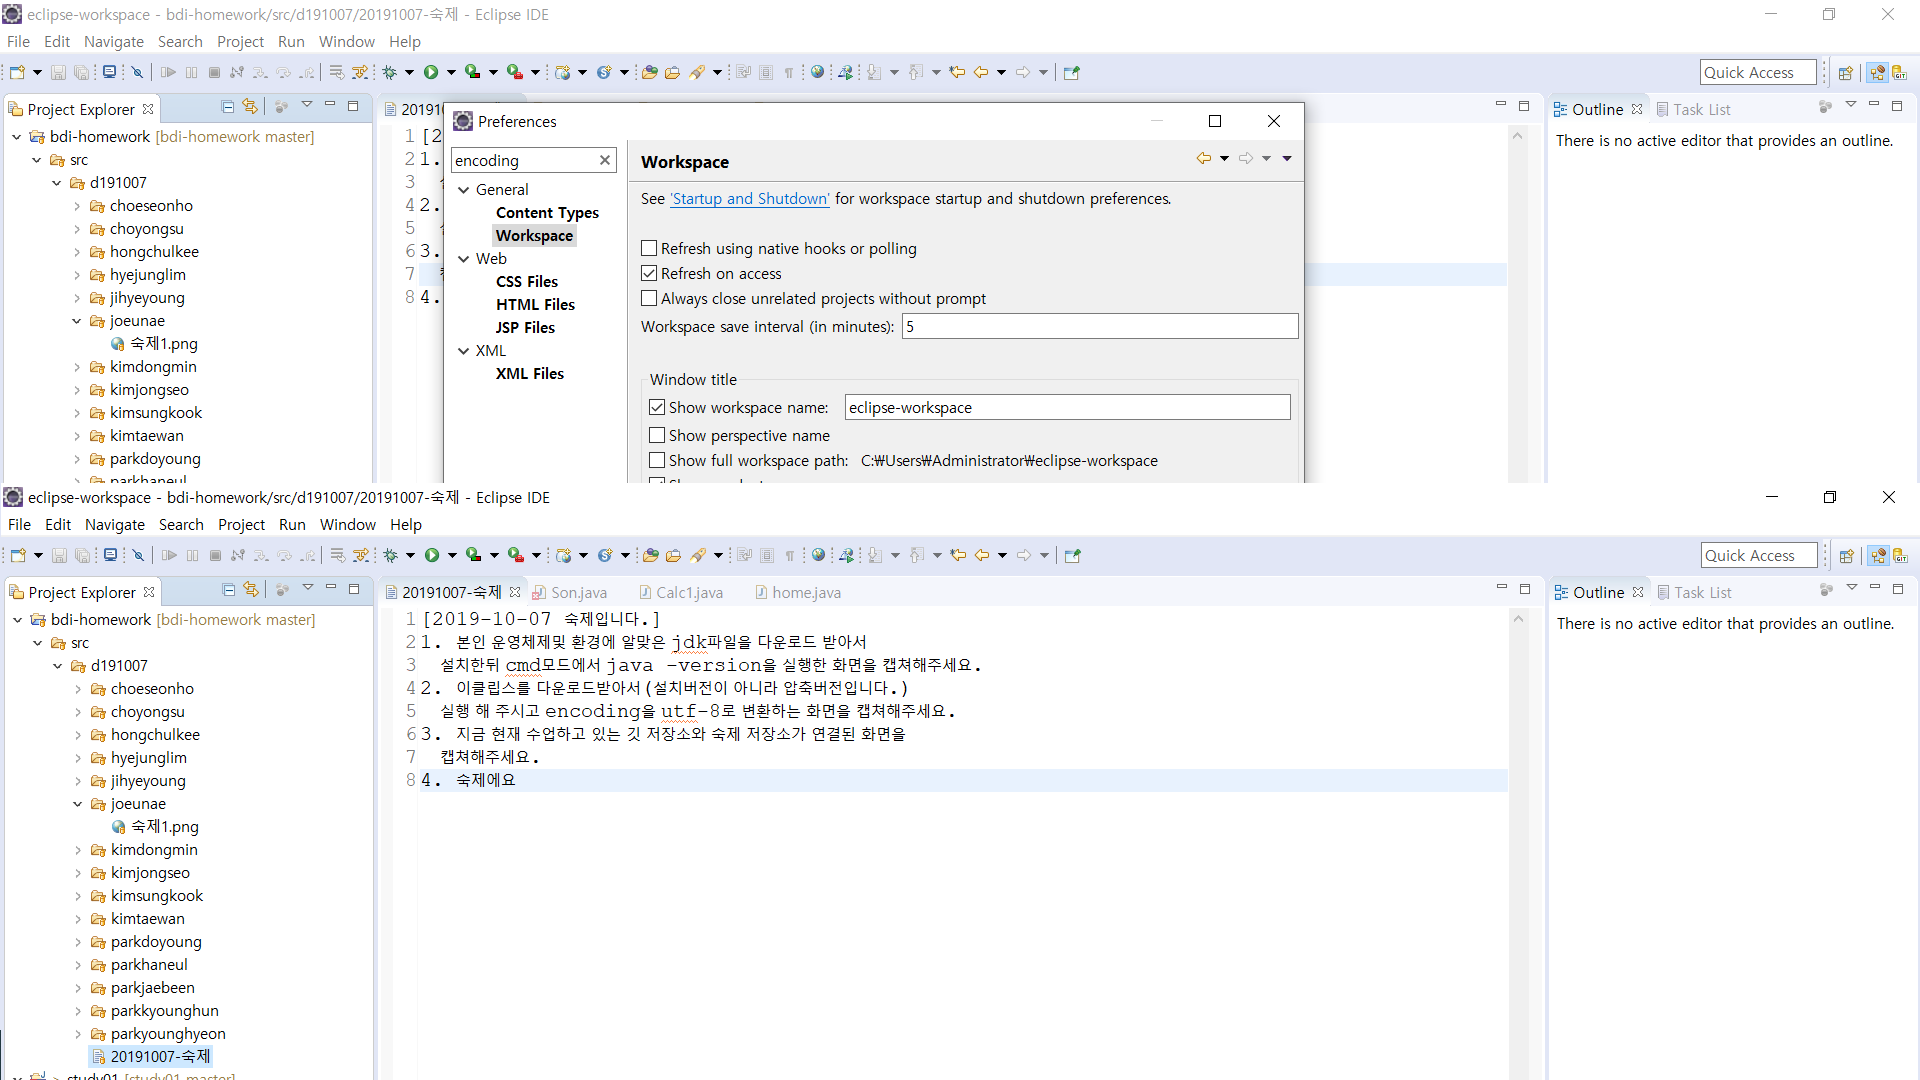 eclipse-workspace - bdi-homework/src/d191007/20191007-숙제 - Eclipse IDE
File Edit Navigate Search Project Run Window Help
Quick Access
Project Explorer
bdi-homework [bdi-homework master]
src
d191007
choeseonho
choyongsu
hongchulkee
hyejunglim
jihyeyoung
joeunae
숙제1.png
kimdongmin
kimjongseo
kimsungkook
kimtaewan
parkdoyoung
parkhaneul
20191
1 [2
2 1.
3
4 2.
5
6 3.
7
8 4.
Preferences
encoding
General
Content Types
Workspace
Web
CSS Files
HTML Files
JSP Files
XML
XML Files
Workspace
See 'Startup and Shutdown' for workspace startup and shutdown preferences.
Refresh using native hooks or polling
Refresh on access
Always close unrelated projects without prompt
Workspace save interval (in minutes): 5
Window title
Show workspace name: eclipse-workspace
Show perspective name
Show full workspace path: C:₩Users₩Administrator₩eclipse-workspace
Outline Task List
There is no active editor that provides an outline.
eclipse-workspace - bdi-homework/src/d191007/20191007-숙제 - Eclipse IDE
File Edit Navigate Search Project Run Window Help
Quick Access
Project Explorer
bdi-homework [bdi-homework master]
src
d191007
choeseonho
choyongsu
hongchulkee
hyejunglim
jihyeyoung
joeunae
숙제1.png
kimdongmin
kimjongseo
kimsungkook
kimtaewan
parkdoyoung
parkhaneul
parkjaebeen
parkkyounghun
parkyounghyeon
20191007-숙제
study01 [study01 master]
20191007-숙제 Son.java Calc1.java home.java
1 [2019-10-07 숙제입니다.]
2 1. 본인 운영체제및 환경에 알맞은 jdk파일을 다운로드 받아서
3 설치한뒤 cmd모드에서 java -version을 실행한 화면을 캡쳐해주세요.
4 2. 이클립스를 다운로드받아서(설치버전이 아니라 압축버전입니다.)
5 실행 해 주시고 encoding을 utf-8로 변환하는 화면을 캡쳐해주세요.
6 3. 지금 현재 수업하고 있는 깃 저장소와 숙제 저장소가 연결된 화면을
7 캡쳐해주세요.
8 4. 숙제에요
Outline Task List
There is no active editor that provides an outline.